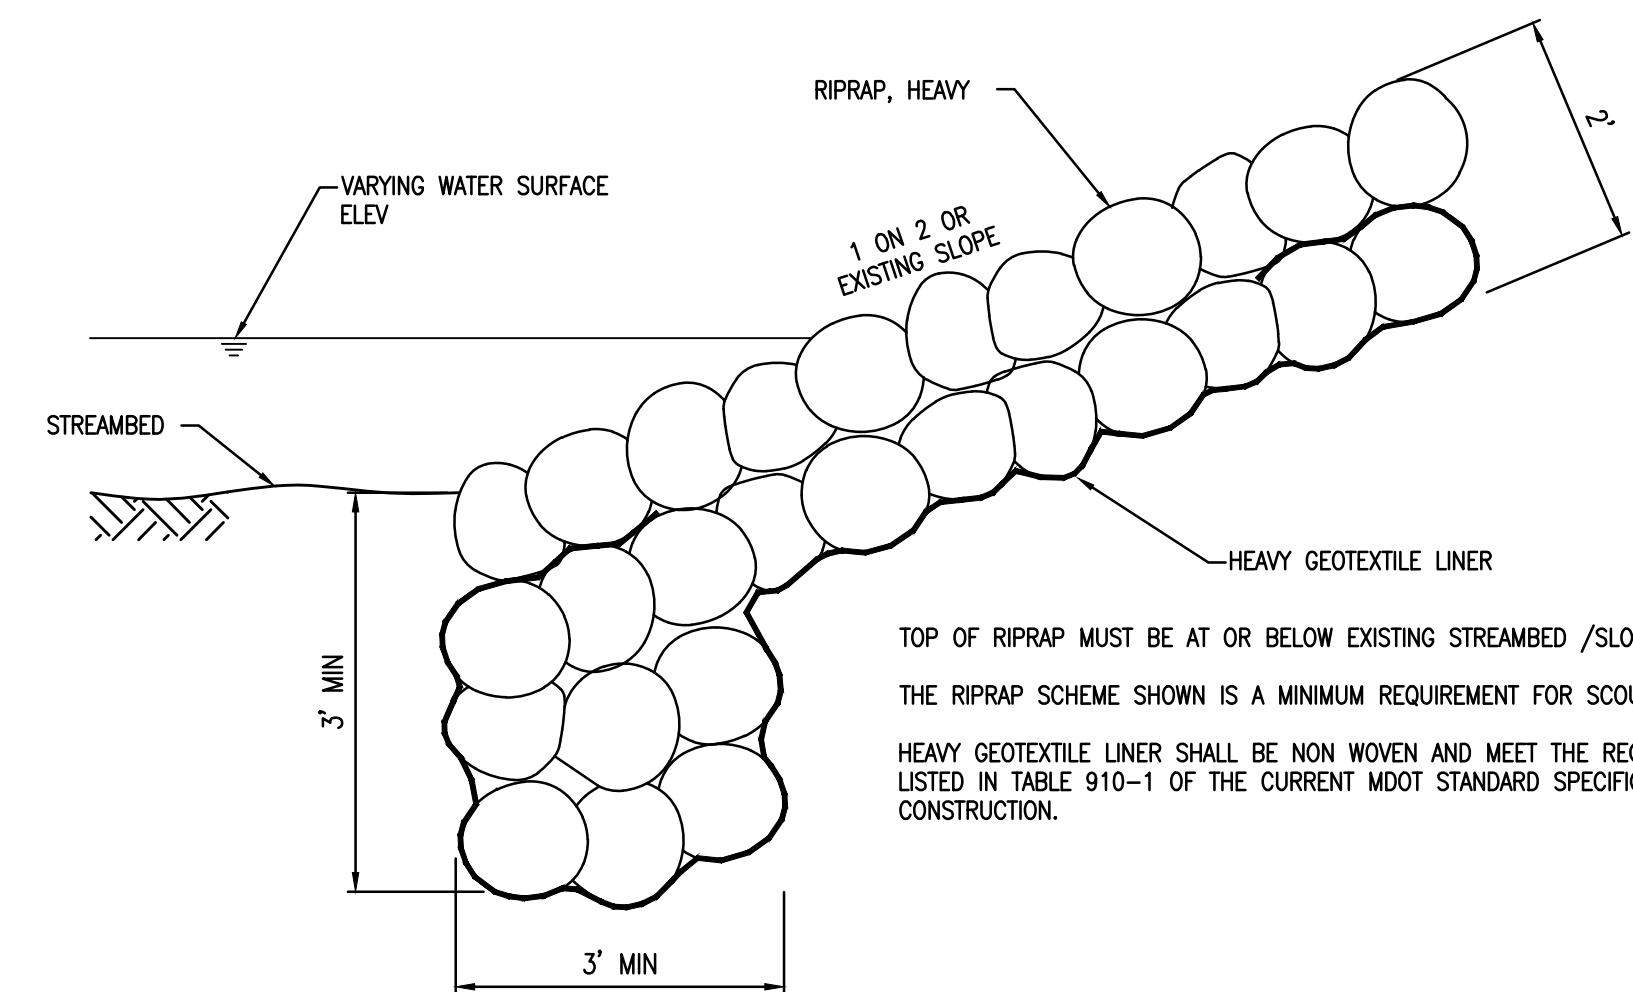 RIPRAP, HEAVY
2'
VARYING WATER SURFACE
ELEV
1 ON 2 OR
EXISTING SLOPE
STREAMBED
HEAVY GEOTEXTILE LINER
3' MIN
3' MIN
TOP OF RIPRAP MUST BE AT OR BELOW EXISTING STREAMBED /SLO
THE RIPRAP SCHEME SHOWN IS A MINIMUM REQUIREMENT FOR SCOU
HEAVY GEOTEXTILE LINER SHALL BE NON WOVEN AND MEET THE REQ
LISTED IN TABLE 910-1 OF THE CURRENT MDOT STANDARD SPECIFIC
CONSTRUCTION.